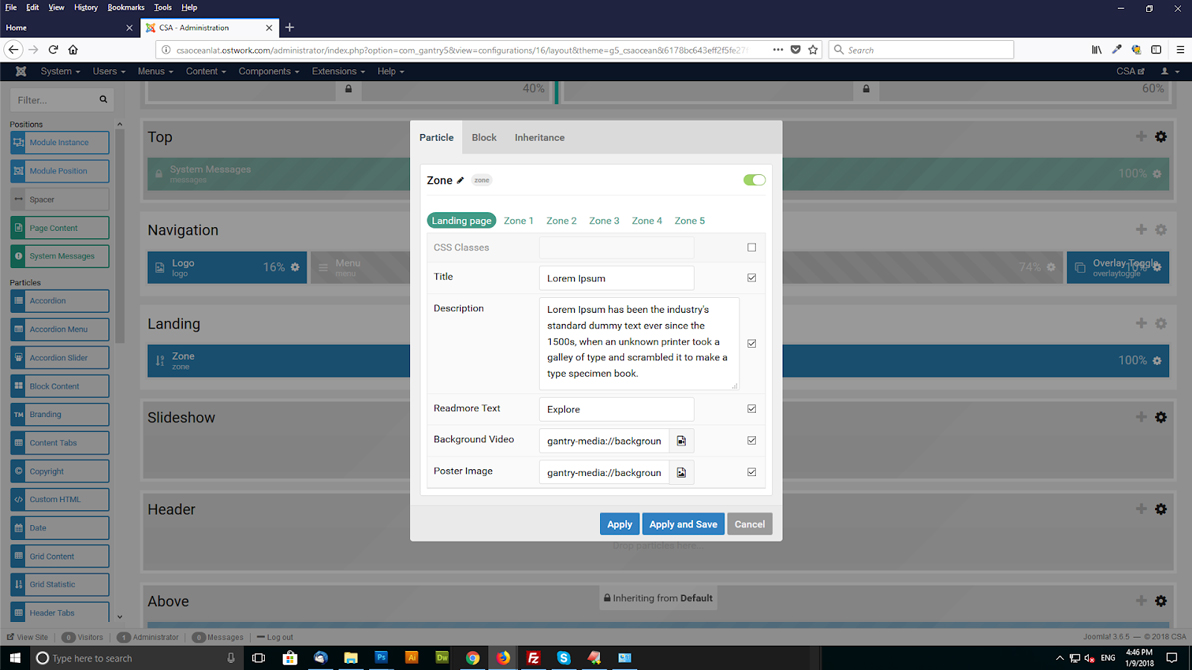 File Edit View History Bookmarks Tools Help
Home
CSA - Administration
csaoceanlat.ostwork.com/administrator/index.php?option=com_gantry5&view=configurations/16/layout&theme=g5_csaocean&6178bc643eff2f5fe27
Search
System Users Menus Content Components Extensions Help CSA
Filter...
40% 60%
Positions
Module Instance
Module Position
Spacer
Page Content
System Messages
Particles
Accordion
Accordion Menu
Accordion Slider
Block Content
Branding
Content Tabs
Copyright
Custom HTML
Date
Grid Content
Grid Statistic
Header Tabs
Top
System Messages
messages
100%
Navigation
Logo
logo
16%
Menu
menu
74%
Overlay Toggle
overlaytoggle
10%
Landing
Zone
zone
100%
Slideshow
Header
Drop particles here...
Above
Inheriting from Default
Particle Block Inheritance
Zone zone
Landing page Zone 1 Zone 2 Zone 3 Zone 4 Zone 5
CSS Classes
Title Lorem Ipsum
Description
Lorem Ipsum has been the industry's
standard dummy text ever since the
1500s, when an unknown printer took a
galley of type and scrambled it to make a
type specimen book.
Readmore Text Explore
Background Video gantry-media://backgroun
Poster Image gantry-media://backgroun
Apply Apply and Save Cancel
View Site 0 Visitors 1 Administrator 0 Messages Log out
Joomla! 3.6.5 — © 2018 CSA
Type here to search
Ps Ai Dw Fz S
ENG
4:46 PM
1/9/2018